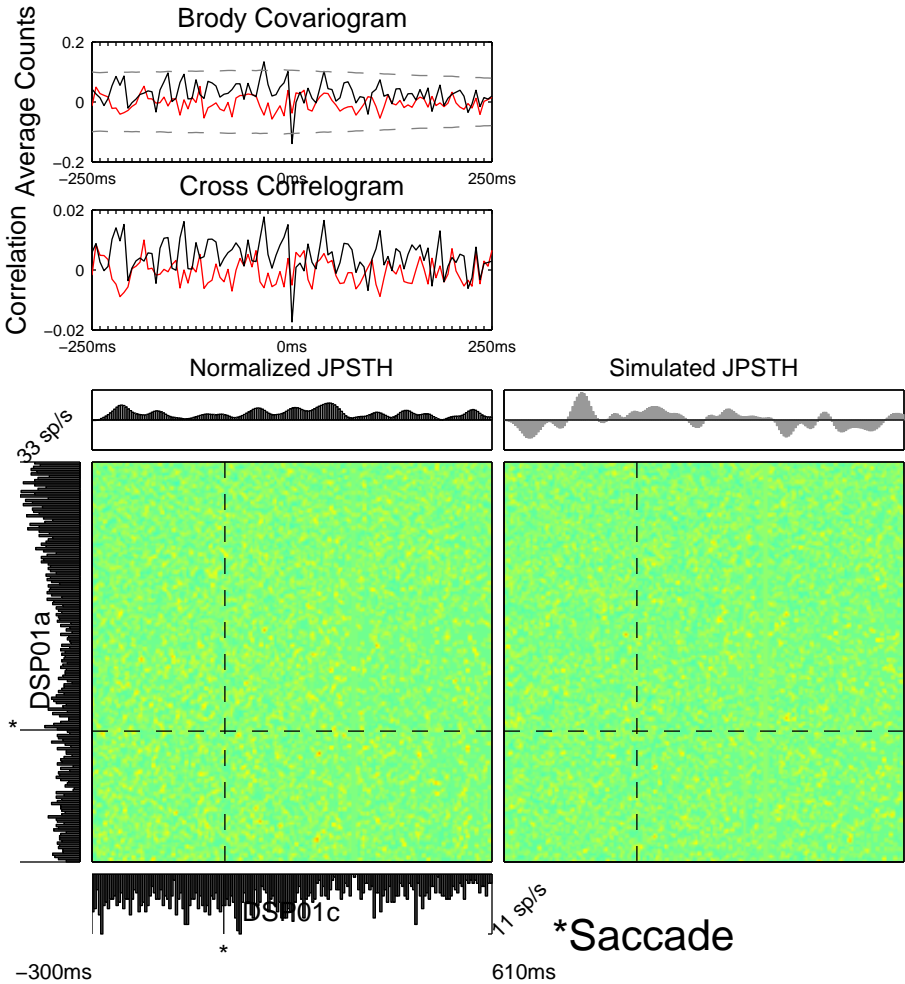 Brody Covariogram
Average Counts
0.2
0
−0.2
−250ms
0ms
250ms
Cross Correlogram
Correlation
0.02
0
−0.02
−250ms
0ms
250ms
Normalized JPSTH
Simulated JPSTH
33 sp/s
DSP01a
*
DSP01c
11 sp/s
*
*Saccade
−300ms
610ms